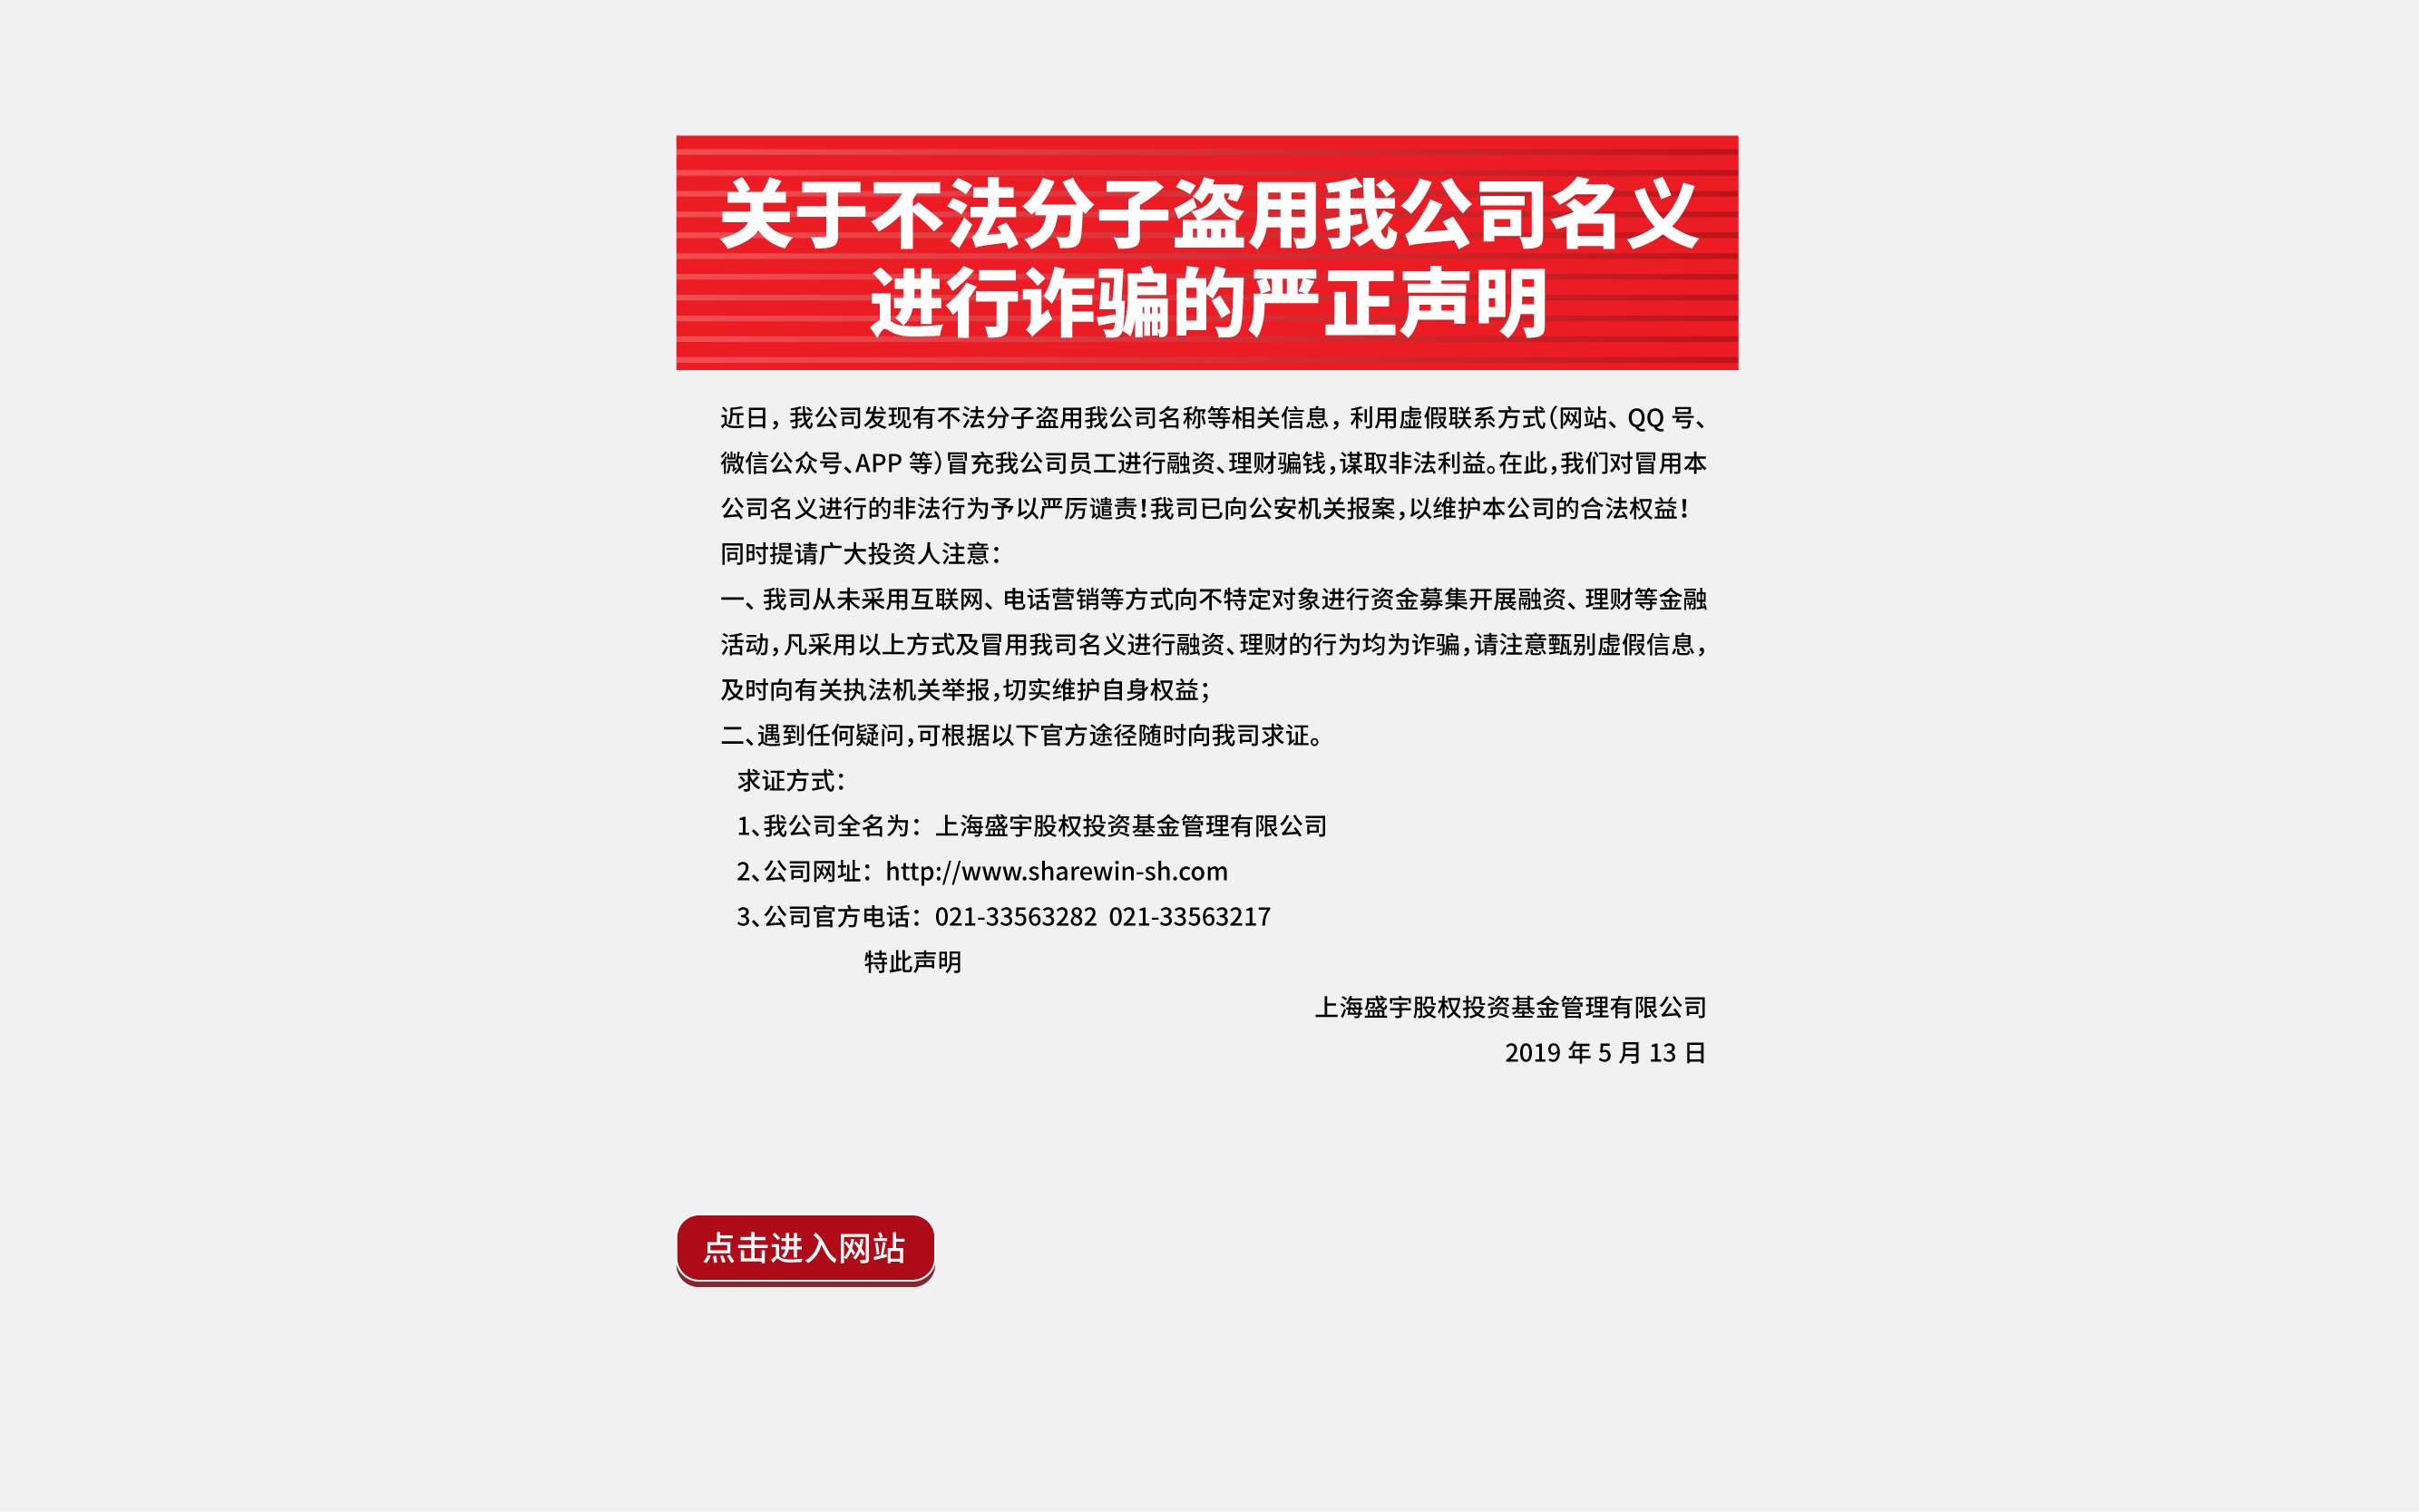 关于不法分子盗用我公司名义
进行诈骗的严正声明
近日，我公司发现有不法分子盗用我公司名称等相关信息，利用虚假联系方式（网站、QQ 号、
微信公众号、APP 等）冒充我公司员工进行融资、理财骗钱，谋取非法利益。在此，我们对冒用本
公司名义进行的非法行为予以严厉谴责！我司已向公安机关报案，以维护本公司的合法权益！
同时提请广大投资人注意：
一、我司从未采用互联网、电话营销等方式向不特定对象进行资金募集开展融资、理财等金融
活动，凡采用以上方式及冒用我司名义进行融资、理财的行为均为诈骗，请注意甄别虚假信息，
及时向有关执法机关举报，切实维护自身权益；
二、遇到任何疑问，可根据以下官方途径随时向我司求证。
求证方式：
1、我公司全名为：上海盛宇股权投资基金管理有限公司
2、公司网址：http://www.sharewin-sh.com
3、公司官方电话：021-33563282 021-33563217
特此声明
上海盛宇股权投资基金管理有限公司
2019 年 5 月 13 日
点击进入网站